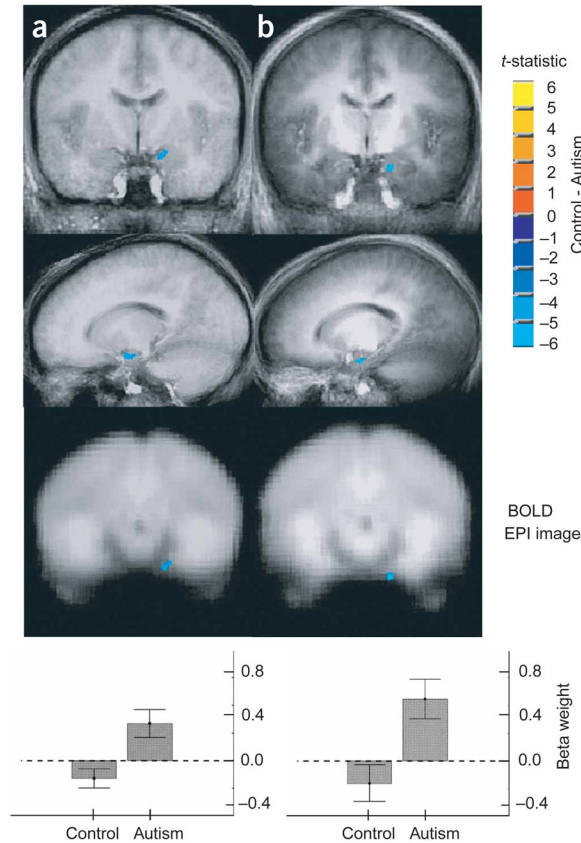 a
b
t-statistic
6
5
4
3
2
1
0
–1
–2
–3
–4
–5
–6
Control - Autism
BOLD
EPI image
0.8
0.4
0.0
–0.4
Control Autism
0.8
0.4
0.0
–0.4
Beta weight
Control Autism